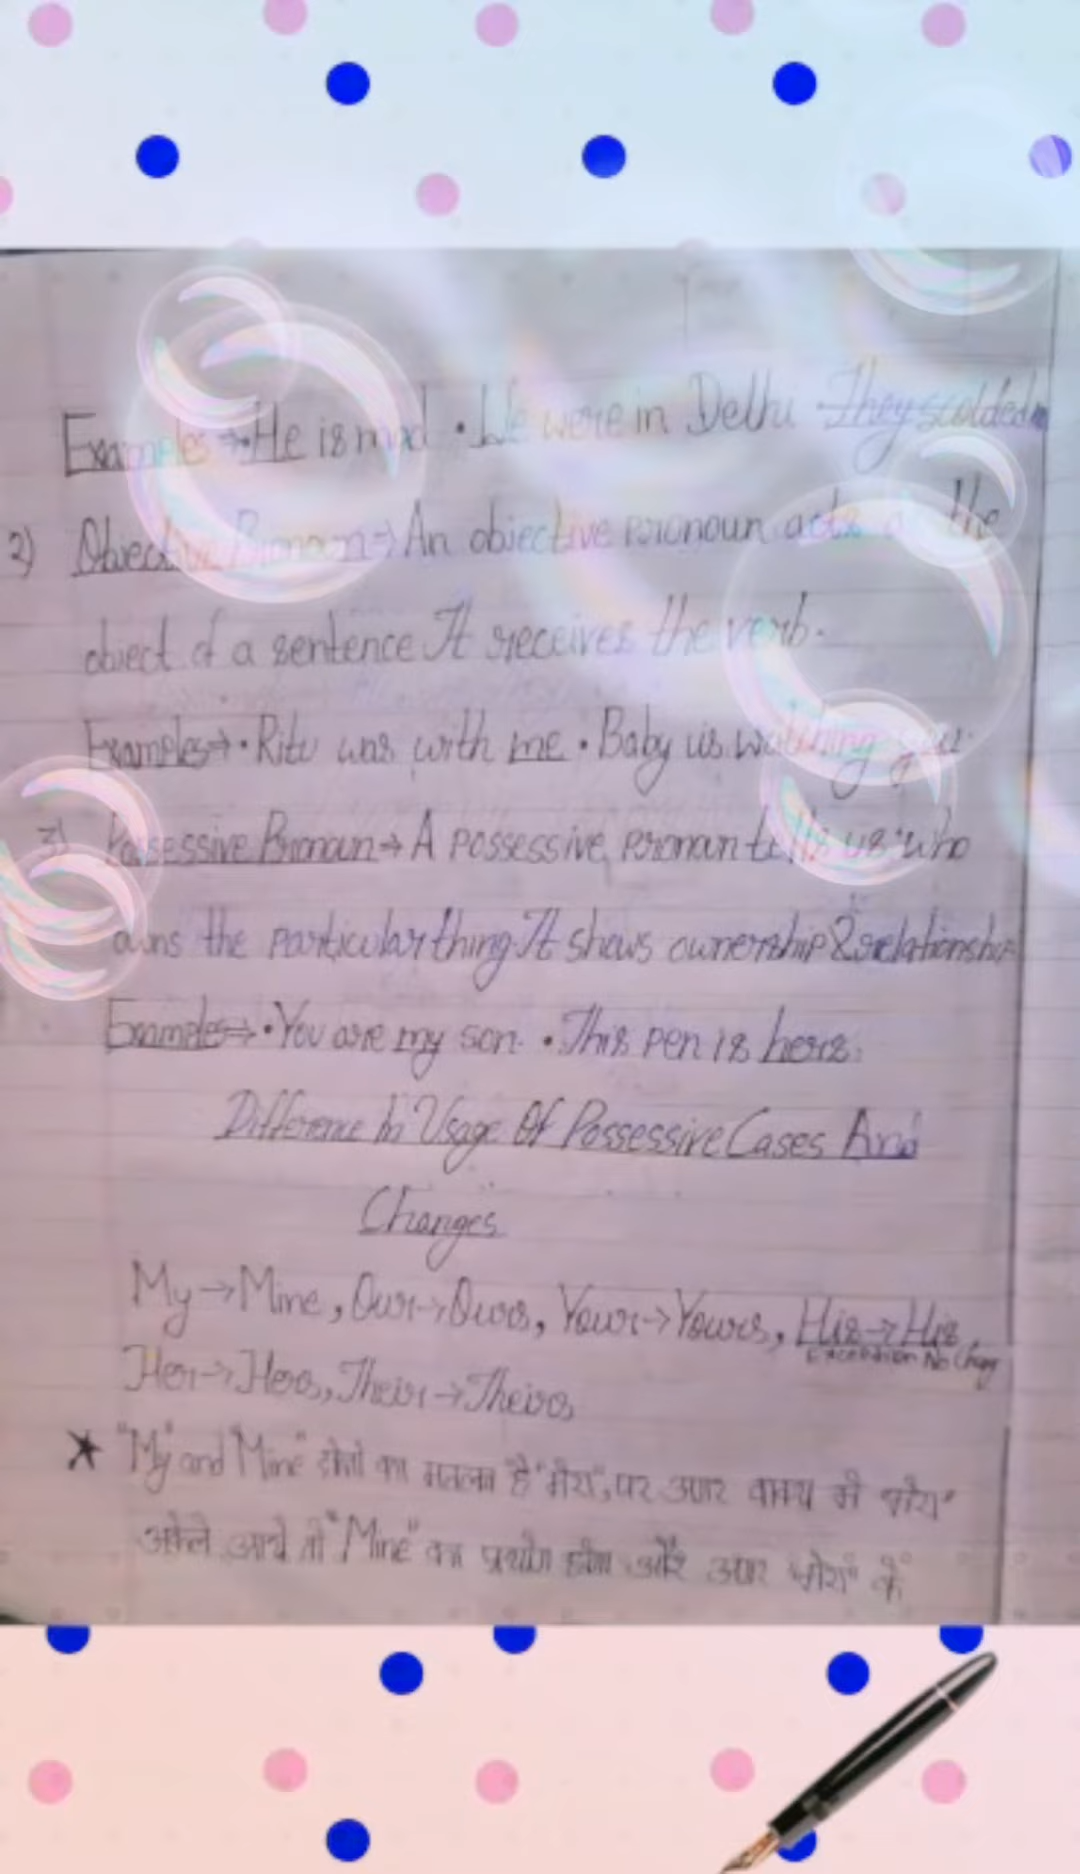 Examples → • He is mad • We were in Delhi They scolded
2) Objective Pronoun → An objective pronoun acts as the
object of a sentence It receives the verb.
Examples → • Ritu was with me • Baby is watching you.
3) Possessive Pronoun → A possessive pronoun tells us who
owns the particular thing. It shows ownership & relationship
Examples → • You are my son. • This pen is hers.
Difference In Usage Of Possessive Cases And
Changes
My → Mine, Our → Ours, Your → Yours, His → His,
Exception No Change
Her → Hers, Their → Theirs,
★ "My" and "Mine" दोनों का मतलब है "मेरा", पर अगर वाक्य में "मेरा"
अकेले आये तो "Mine" का प्रयोग होगा और अगर "मेरा" के